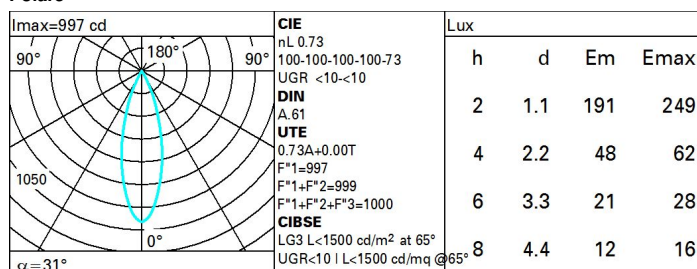 Imax=997 cd
90°
180°
90°
1050
0°
α=31°
CIE
nL 0.73
100-100-100-100-73
UGR <10-<10
DIN
A.61
UTE
0.73A+0.00T
F"1=997
F"1+F"2=999
F"1+F"2+F"3=1000
CIBSE
LG3 L<1500 cd/m² at 65°
UGR<10 | L<1500 cd/mq @65°
Lux
h d Em Emax
2 1.1 191 249
4 2.2 48 62
6 3.3 21 28
8 4.4 12 16